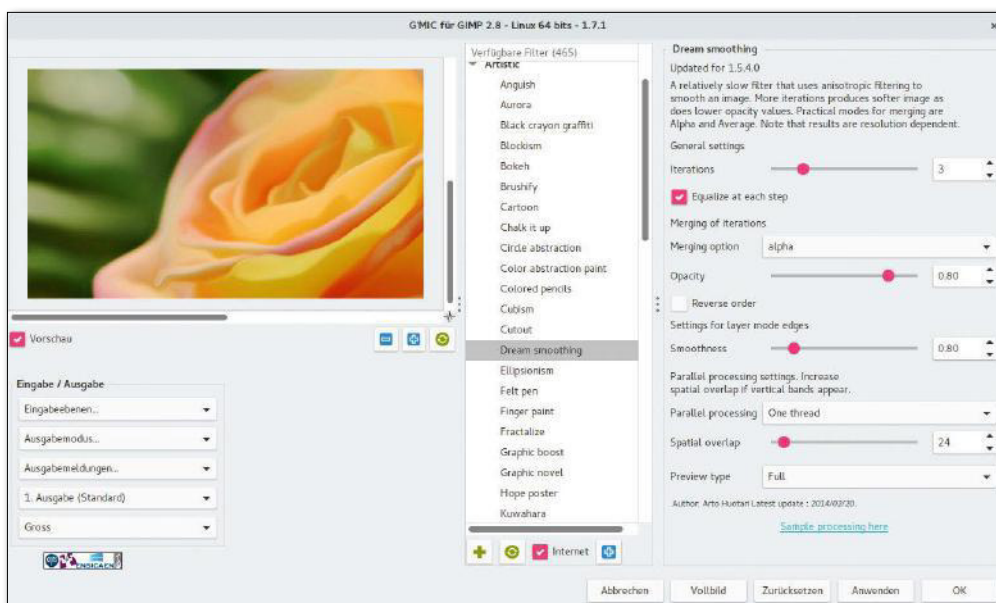 G'MIC für GIMP 2.8 - Linux 64 bits - 1.7.1
Vorschau
Eingabe / Ausgabe
Eingabeebenen...
Ausgabemodus...
Ausgabemeldungen...
1. Ausgabe (Standard)
Gross
ENSICAEN
Verfügbare Filter (465)
Artistic
Anguish
Aurora
Black crayon graffiti
Blockism
Bokeh
Brushify
Cartoon
Chalk it up
Circle abstraction
Color abstraction paint
Colored pencils
Cubism
Cutout
Dream smoothing
Ellipsionism
Felt pen
Finger paint
Fractalize
Graphic boost
Graphic novel
Hope poster
Kuwahara
Internet
Dream smoothing
Updated for 1.5.4.0
A relatively slow filter that uses anisotropic filtering to
smooth an image. More iterations produces softer image as
does lower opacity values. Practical modes for merging are
Alpha and Average. Note that results are resolution dependent.
General settings
Iterations 3
Equalize at each step
Merging of iterations
Merging option alpha
Opacity 0.80
Reverse order
Settings for layer mode edges
Smoothness 0.80
Parallel processing settings. Increase
spatial overlap if vertical bands appear.
Parallel processing One thread
Spatial overlap 24
Preview type Full
Author: Arto Huotari Latest update : 2014/02/20.
Sample processing here
Abbrechen Vollbild Zurücksetzen Anwenden OK